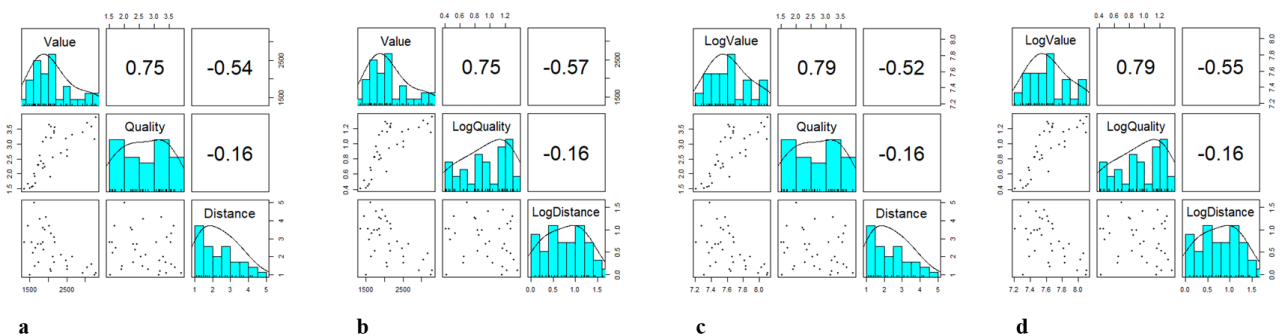 1.5 2.0 2.5 3.0 3.5
Value
0.75
-0.54
1500 2500
1.5 2.0 2.5 3.0 3.5
Quality
-0.16
Distance
1 2 3 4 5
1500 2500
1 2 3 4 5
a
0.4 0.6 0.8 1.0 1.2
Value
0.75
-0.57
1500 2500
0.4 0.6 0.8 1.0 1.2
LogQuality
-0.16
LogDistance
0.0 0.5 1.0 1.5
1500 2500
0.0 0.5 1.0 1.5
b
1.5 2.0 2.5 3.0 3.5
LogValue
0.79
-0.52
7.2 7.4 7.6 7.8 8.0
1.5 2.0 2.5 3.0 3.5
Quality
-0.16
Distance
1 2 3 4 5
7.2 7.4 7.6 7.8 8.0
1 2 3 4 5
c
0.4 0.6 0.8 1.0 1.2
LogValue
0.79
-0.55
7.2 7.4 7.6 7.8 8.0
0.4 0.6 0.8 1.0 1.2
LogQuality
-0.16
LogDistance
0.0 0.5 1.0 1.5
7.2 7.4 7.6 7.8 8.0
0.0 0.5 1.0 1.5
d